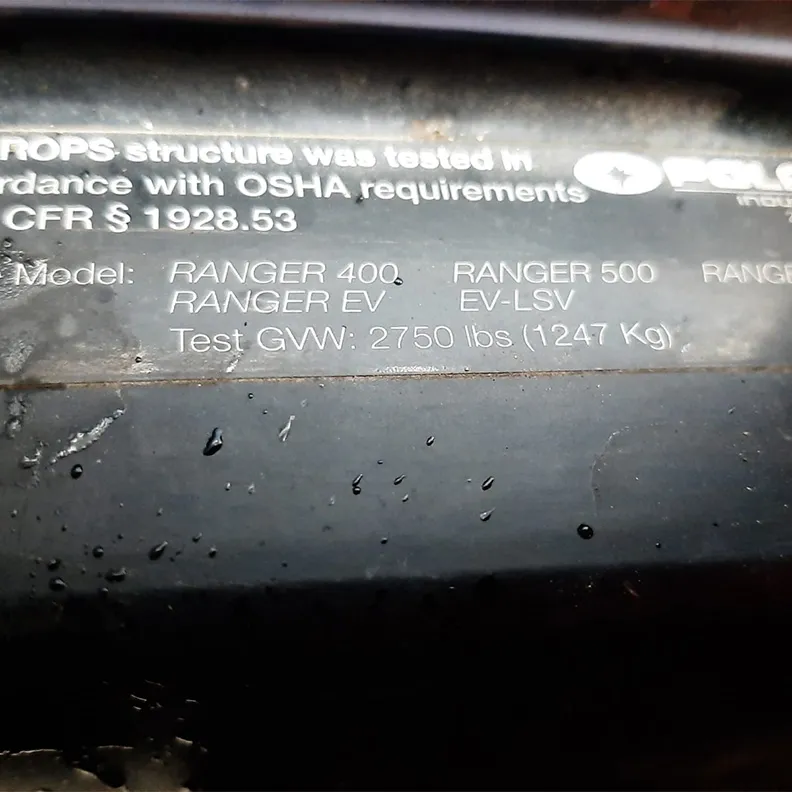 ROPS structure was tested in
rdance with OSHA requirements
CFR § 1928.53
Model: RANGER 400 RANGER 500 RANGE
RANGER EV EV-LSV
Test GVW: 2750 lbs (1247 Kg)